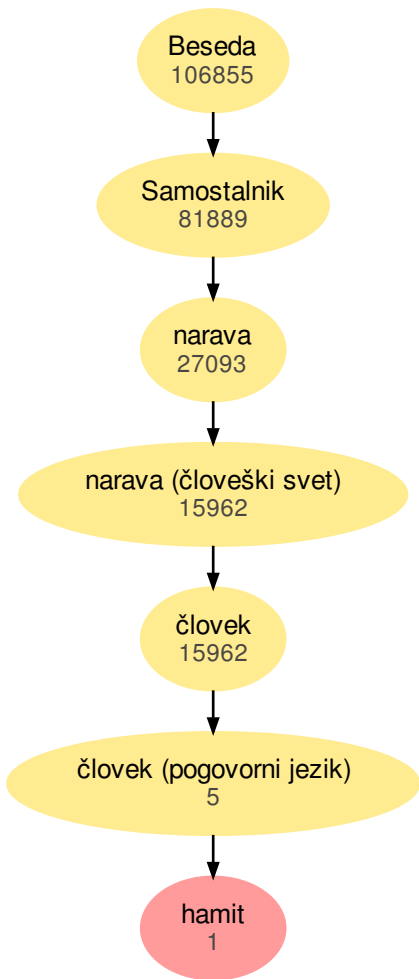 Beseda
106855
Samostalnik
81889
narava
27093
narava (človeški svet)
15962
človek
15962
človek (pogovorni jezik)
5
hamit
1